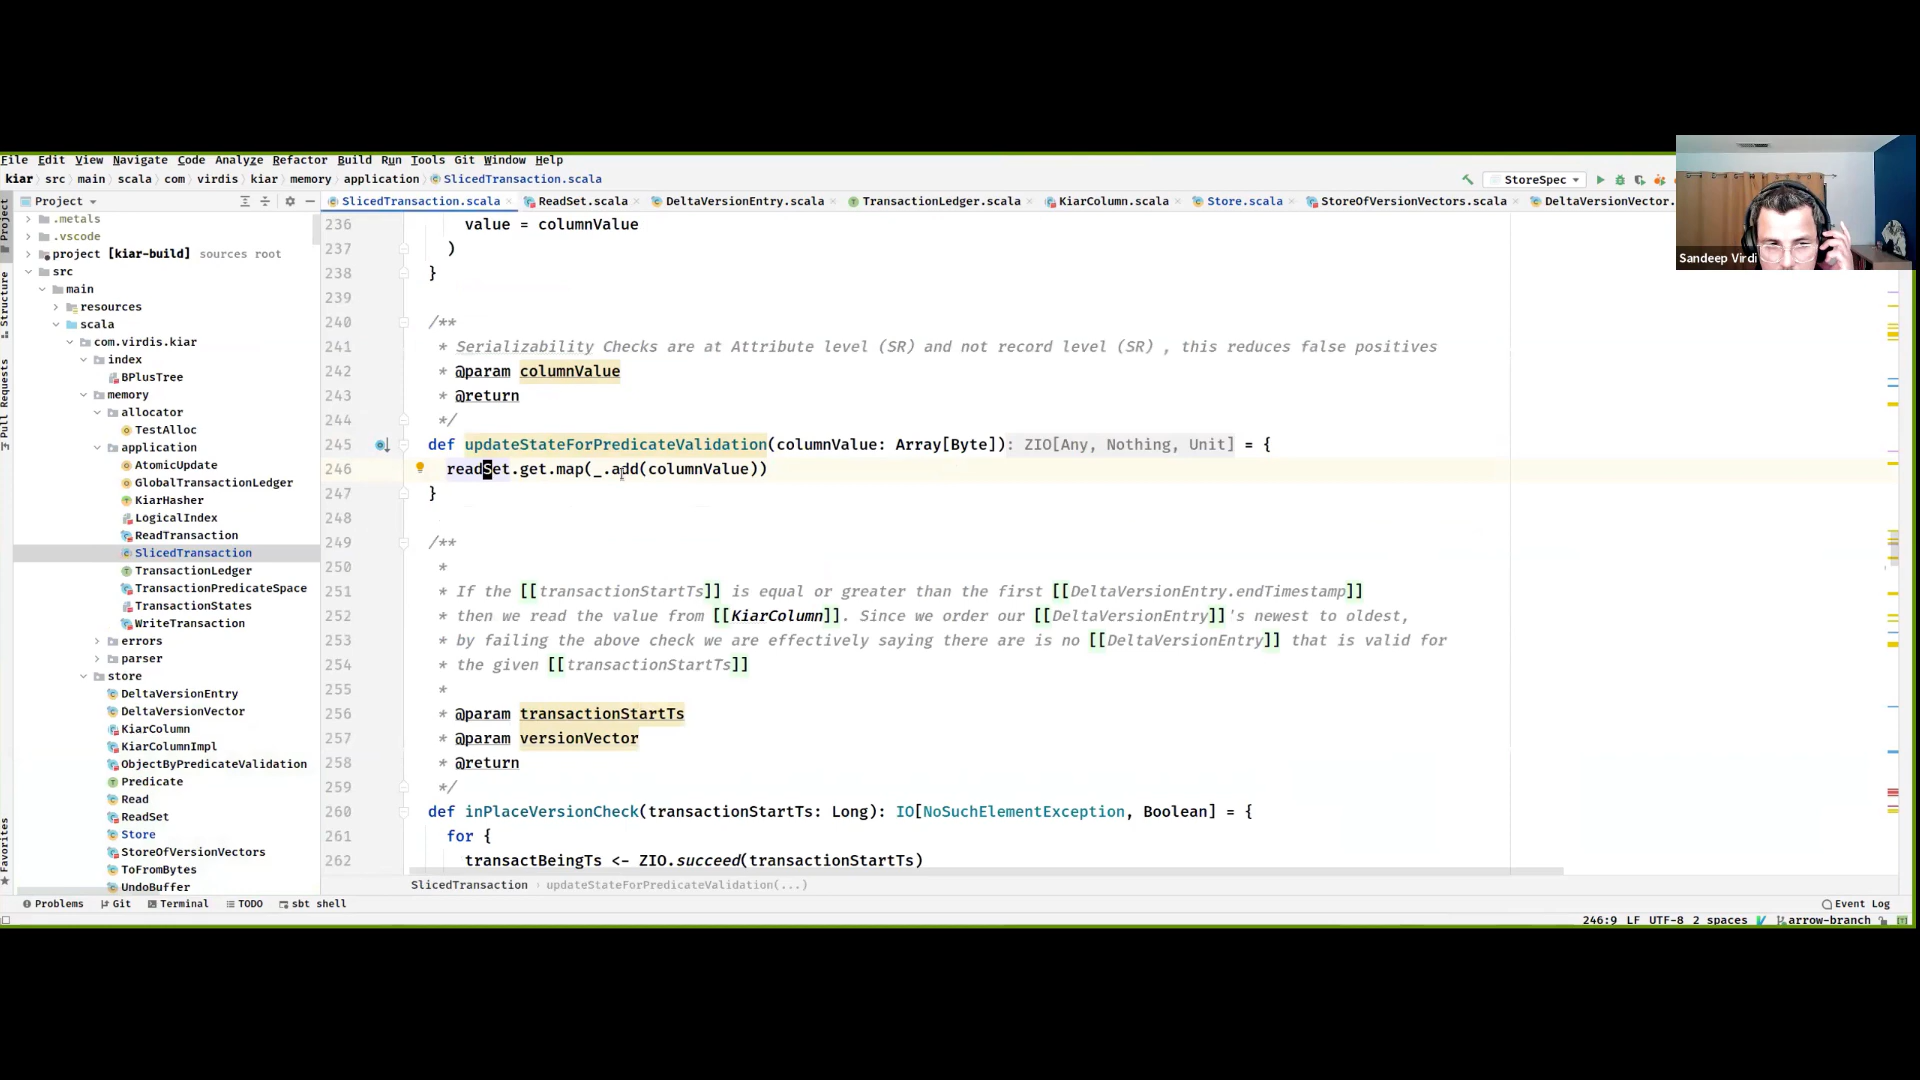 File Edit View Navigate Code Analyze Refactor Build Run Tools Git Window Help
kiar src main scala com virdis kiar memory application SlicedTransaction.scala
StoreSpec
Project
SlicedTransaction.scala ReadSet.scala DeltaVersionEntry.scala TransactionLedger.scala KiarColumn.scala Store.scala StoreOfVersionVectors.scala DeltaVersionVector.
Sandeep Virdi
Project
Structure
Pull Requests
Favorites
.metals
.vscode
project [kiar-build] sources root
src
main
resources
scala
com.virdis.kiar
index
BPlusTree
memory
allocator
TestAlloc
application
AtomicUpdate
GlobalTransactionLedger
KiarHasher
LogicalIndex
ReadTransaction
SlicedTransaction
TransactionLedger
TransactionPredicateSpace
TransactionStates
WriteTransaction
errors
parser
store
DeltaVersionEntry
DeltaVersionVector
KiarColumn
KiarColumnImpl
ObjectByPredicateValidation
Predicate
Read
ReadSet
Store
StoreOfVersionVectors
ToFromBytes
UndoBuffer
236 value = columnValue
237 )
238 }
239
240 /**
241 * Serializability Checks are at Attribute level (SR) and not record level (SR) , this reduces false positives
242 * @param columnValue
243 * @return
244 */
245 def updateStateForPredicateValidation(columnValue: Array[Byte]): ZIO[Any, Nothing, Unit] = {
246 readSet.get.map(_.add(columnValue))
247 }
248
249 /**
250 *
251 * If the [[transactionStartTs]] is equal or greater than the first [[DeltaVersionEntry.endTimestamp]]
252 * then we read the value from [[KiarColumn]]. Since we order our [[DeltaVersionEntry]]'s newest to oldest,
253 * by failing the above check we are effectively saying there are is no [[DeltaVersionEntry]] that is valid for
254 * the given [[transactionStartTs]]
255 *
256 * @param transactionStartTs
257 * @param versionVector
258 * @return
259 */
260 def inPlaceVersionCheck(transactionStartTs: Long): IO[NoSuchElementException, Boolean] = {
261 for {
262 transactBeingTs <- ZIO.succeed(transactionStartTs)
SlicedTransaction updateStateForPredicateValidation(...)
Problems Git Terminal TODO sbt shell Event Log
246:9 LF UTF-8 2 spaces arrow-branch